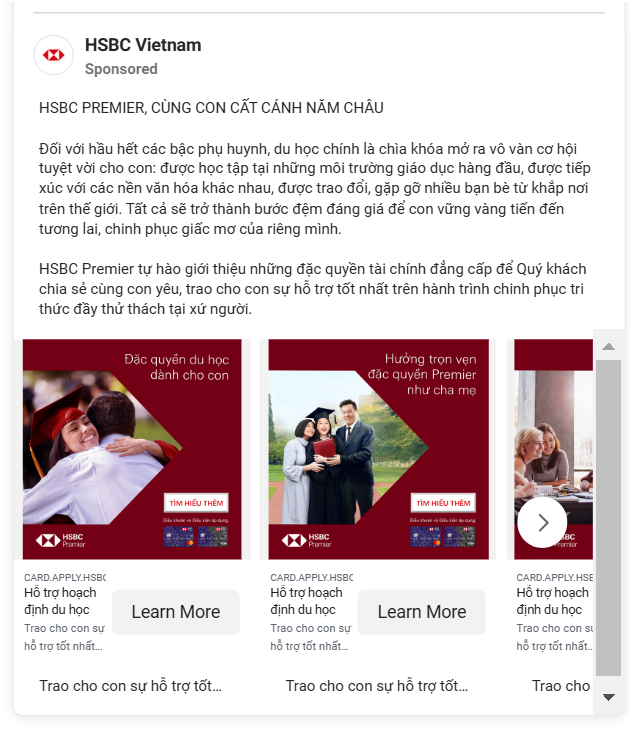 HSBC Vietnam
Sponsored
HSBC PREMIER, CÙNG CON CẤT CÁNH NĂM CHÂU
Đối với hầu hết các bậc phụ huynh, du học chính là chìa khóa mở ra vô vàn cơ hội
tuyệt vời cho con: được học tập tại những môi trường giáo dục hàng đầu, được tiếp
xúc với các nền văn hóa khác nhau, được trao đổi, gặp gỡ nhiều bạn bè từ khắp nơi
trên thế giới. Tất cả sẽ trở thành bước đệm đáng giá để con vững vàng tiến đến
tương lai, chinh phục giấc mơ của riêng mình.
HSBC Premier tự hào giới thiệu những đặc quyền tài chính đẳng cấp để Quý khách
chia sẻ cùng con yêu, trao cho con sự hỗ trợ tốt nhất trên hành trình chinh phục tri
thức đầy thử thách tại xứ người.
Đặc quyền du học
dành cho con
TÌM HIỂU THÊM
Điều khoản và Điều kiện áp dụng.
HSBC
Premier
CARD.APPLY.HSBC
Hỗ trợ hoạch
định du học
Trao cho con sự
hỗ trợ tốt nhất...
Learn More
Trao cho con sự hỗ trợ tốt...
Hưởng trọn vẹn
đặc quyền Premier
như cha mẹ
TÌM HIỂU THÊM
Điều khoản và Điều kiện áp dụng.
HSBC
Premier
CARD.APPLY.HSBC
Hỗ trợ hoạch
định du học
Trao cho con sự
hỗ trợ tốt nhất...
Learn More
Trao cho con sự hỗ trợ tốt...
HSBC
Premier
CARD.APPLY.HSB
Hỗ trợ hoạch
định du học
Trao cho con sự
hỗ trợ tốt nhất...
Trao cho